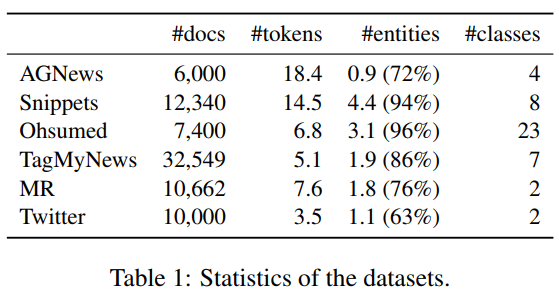 #docs #tokens #entities #classes
AGNews 6,000 18.4 0.9 (72%) 4
Snippets 12,340 14.5 4.4 (94%) 8
Ohsumed 7,400 6.8 3.1 (96%) 23
TagMyNews 32,549 5.1 1.9 (86%) 7
MR 10,662 7.6 1.8 (76%) 2
Twitter 10,000 3.5 1.1 (63%) 2
Table 1: Statistics of the datasets.